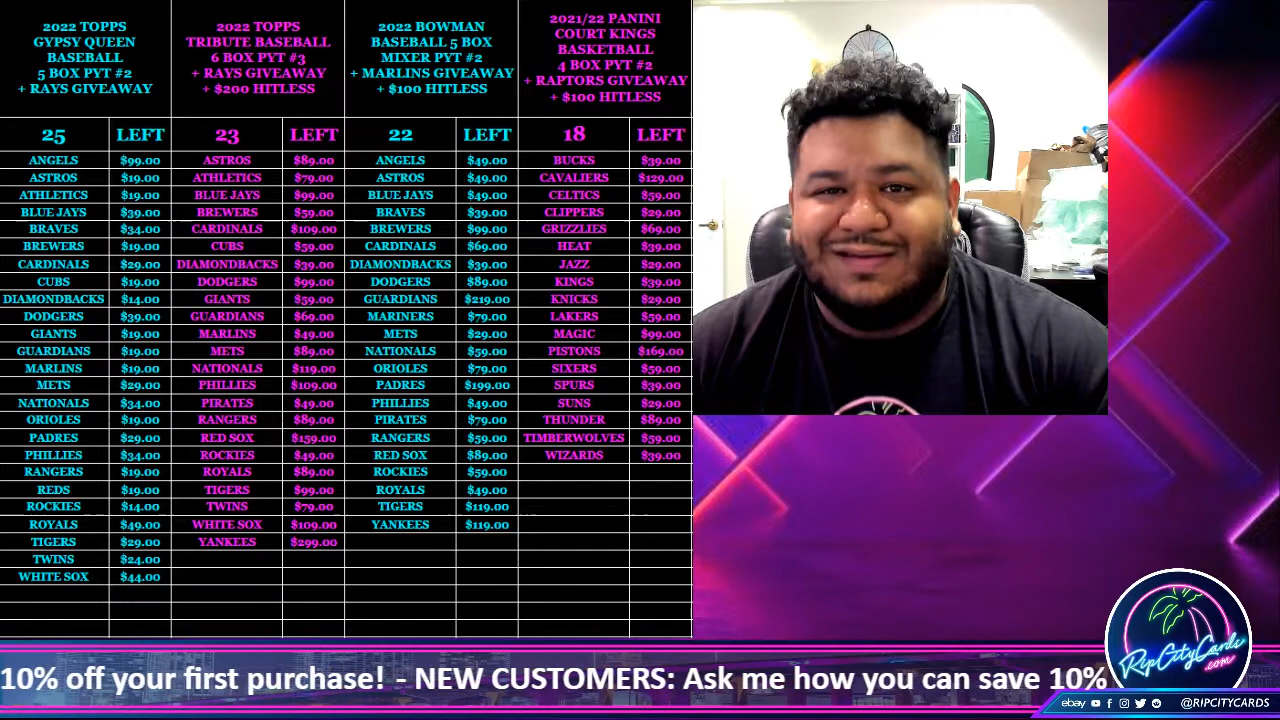 2022 TOPPS
GYPSY QUEEN
BASEBALL
5 BOX PYT #2
+ RAYS GIVEAWAY
25 LEFT
ANGELS $99.00
ASTROS $19.00
ATHLETICS $19.00
BLUE JAYS $39.00
BRAVES $34.00
BREWERS $19.00
CARDINALS $29.00
CUBS $19.00
DIAMONDBACKS $14.00
DODGERS $39.00
GIANTS $19.00
GUARDIANS $19.00
MARLINS $19.00
METS $29.00
NATIONALS $34.00
ORIOLES $19.00
PADRES $29.00
PHILLIES $34.00
RANGERS $19.00
REDS $19.00
ROCKIES $14.00
ROYALS $49.00
TIGERS $29.00
TWINS $24.00
WHITE SOX $44.00
2022 TOPPS
TRIBUTE BASEBALL
6 BOX PYT #3
+ RAYS GIVEAWAY
+ $200 HITLESS
23 LEFT
ASTROS $89.00
ATHLETICS $79.00
BLUE JAYS $99.00
BREWERS $59.00
CARDINALS $109.00
CUBS $59.00
DIAMONDBACKS $39.00
DODGERS $99.00
GIANTS $59.00
GUARDIANS $69.00
MARLINS $49.00
METS $89.00
NATIONALS $119.00
PHILLIES $109.00
PIRATES $49.00
RANGERS $89.00
RED SOX $159.00
ROCKIES $49.00
ROYALS $89.00
TIGERS $99.00
TWINS $79.00
WHITE SOX $109.00
YANKEES $299.00
2022 BOWMAN
BASEBALL 5 BOX
MIXER PYT #2
+ MARLINS GIVEAWAY
+ $100 HITLESS
22 LEFT
ANGELS $49.00
ASTROS $49.00
BLUE JAYS $49.00
BRAVES $39.00
BREWERS $99.00
CARDINALS $69.00
DIAMONDBACKS $39.00
DODGERS $89.00
GUARDIANS $219.00
MARINERS $79.00
METS $29.00
NATIONALS $59.00
ORIOLES $79.00
PADRES $199.00
PHILLIES $49.00
PIRATES $79.00
RANGERS $59.00
RED SOX $89.00
ROCKIES $59.00
ROYALS $49.00
TIGERS $119.00
YANKEES $119.00
2021/22 PANINI
COURT KINGS
BASKETBALL
4 BOX PYT #2
+ RAPTORS GIVEAWAY
+ $100 HITLESS
18 LEFT
BUCKS $39.00
CAVALIERS $129.00
CELTICS $59.00
CLIPPERS $29.00
GRIZZLIES $69.00
HEAT $39.00
JAZZ $29.00
KINGS $39.00
KNICKS $29.00
LAKERS $59.00
MAGIC $99.00
PISTONS $169.00
SIXERS $59.00
SPURS $39.00
SUNS $29.00
THUNDER $89.00
TIMBERWOLVES $59.00
WIZARDS $39.00
10% off your first purchase! - NEW CUSTOMERS: Ask me how you can save 10%
RipCityCards
.com
ebay @RIPCITYCARDS